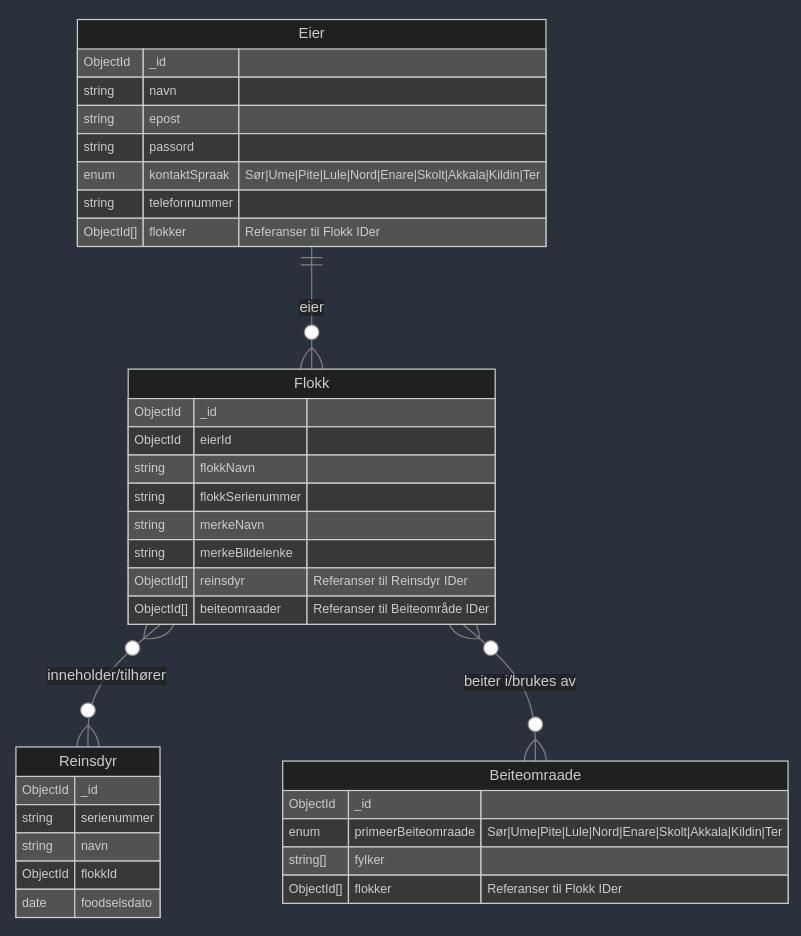 Eier
ObjectId _id
string navn
string epost
string passord
enum kontaktSpraak Sør|Ume|Pite|Lule|Nord|Enare|Skolt|Akkala|Kildin|Ter
string telefonnummer
ObjectId[] flokker Referanser til Flokk IDer
eier
Flokk
ObjectId _id
ObjectId eierId
string flokkNavn
string flokkSerienummer
string merkeNavn
string merkeBildelenke
ObjectId[] reinsdyr Referanser til Reinsdyr IDer
ObjectId[] beiteomraader Referanser til Beiteområde IDer
inneholder/tilhører
beiter i/brukes av
Reinsdyr
ObjectId _id
string serienummer
string navn
ObjectId flokkId
date foodselsdato
Beiteomraade
ObjectId _id
enum primeerBeiteomraade Sør|Ume|Pite|Lule|Nord|Enare|Skolt|Akkala|Kildin|Ter
string[] fylker
ObjectId[] flokker Referanser til Flokk IDer